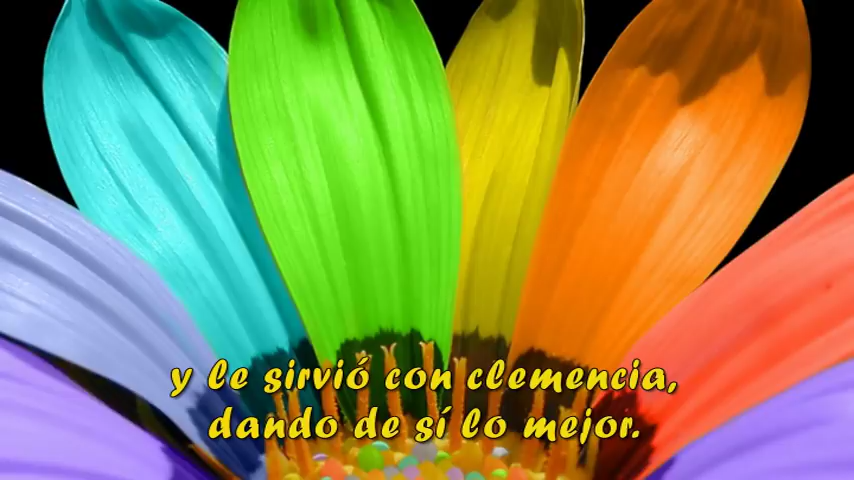 y le sirvió con clemencia,
dando de sí lo mejor.